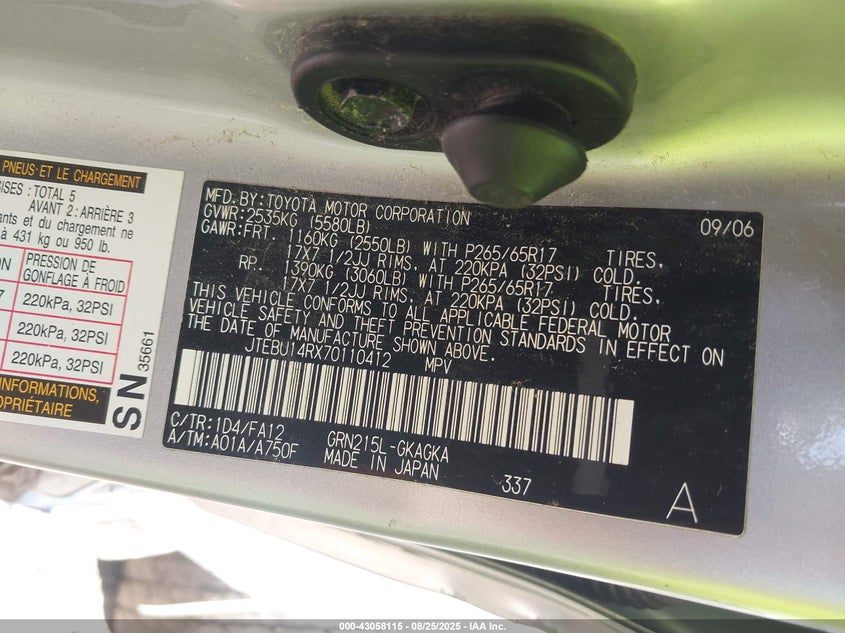 PNEUS ET LE CHARGEMENT
: TOTAL 5
AVANT 2 : ARRIÈRE 3
et du chargement ne
à 431 kg ou 950 lb.
PRESSION DE
GONFLAGE À FROID
220kPa, 32PSI
220kPa, 32PSI
220kPa, 32PSI
INFORMATIONS,
SN 35661
MFD.BY:TOYOTA MOTOR CORPORATION 09/06
GVWR:2535KG (5580LB)
GAWR:FRT. 1160KG (2550LB) WITH P265/65R17 TIRES,
17X7 1/2JJ RIMS, AT 220KPA (32PSI) COLD.
RR. 1390KG (3060LB) WITH P265/65R17 TIRES,
17X7 1/2JJ RIMS, AT 220KPA (32PSI) COLD.
THIS VEHICLE CONFORMS TO ALL APPLICABLE FEDERAL MOTOR
VEHICLE SAFETY AND THEFT PREVENTION STANDARDS IN EFFECT ON
THE DATE OF MANUFACTURE SHOWN ABOVE.
JTEBU14RX70110412 MPV
C/TR:1D4/FA12 GRN215L-GKAGKA
A/TM:A01A/A750F MADE IN JAPAN
337
A
000-43058115 - 08/25/2025 - IAA Inc.